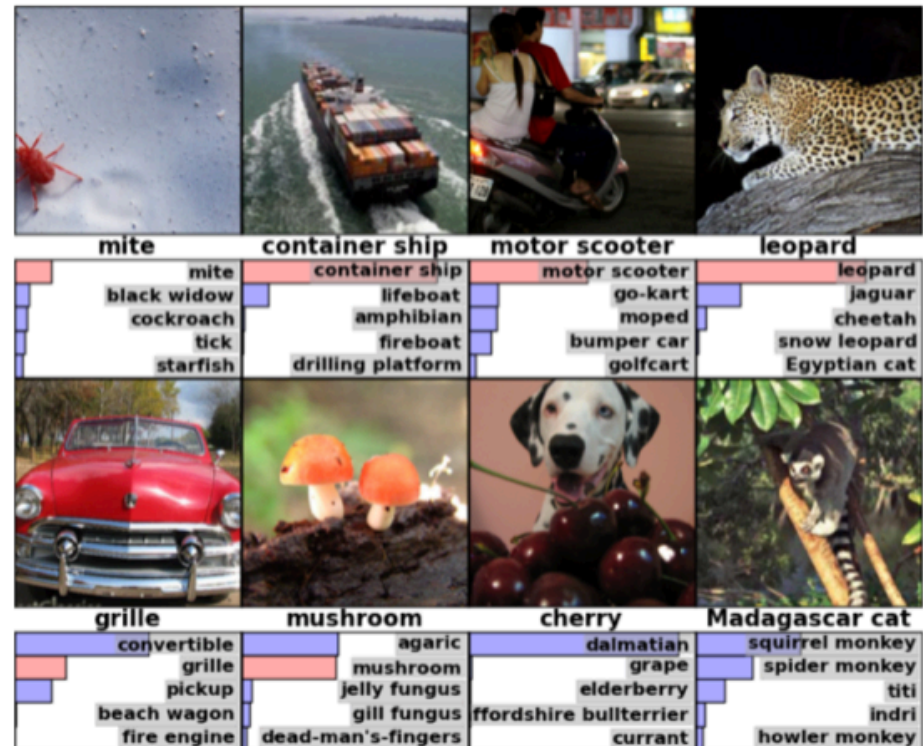 mite
container ship
motor scooter
leopard
mite
black widow
cockroach
tick
starfish
container ship
lifeboat
amphibian
fireboat
drilling platform
motor scooter
go-kart
moped
bumper car
golfcart
leopard
jaguar
cheetah
snow leopard
Egyptian cat
grille
mushroom
cherry
Madagascar cat
convertible
grille
pickup
beach wagon
fire engine
agaric
mushroom
jelly fungus
gill fungus
dead-man's-fingers
dalmatian
grape
elderberry
ffordshire bullterrier
currant
squirrel monkey
spider monkey
titi
indri
howler monkey